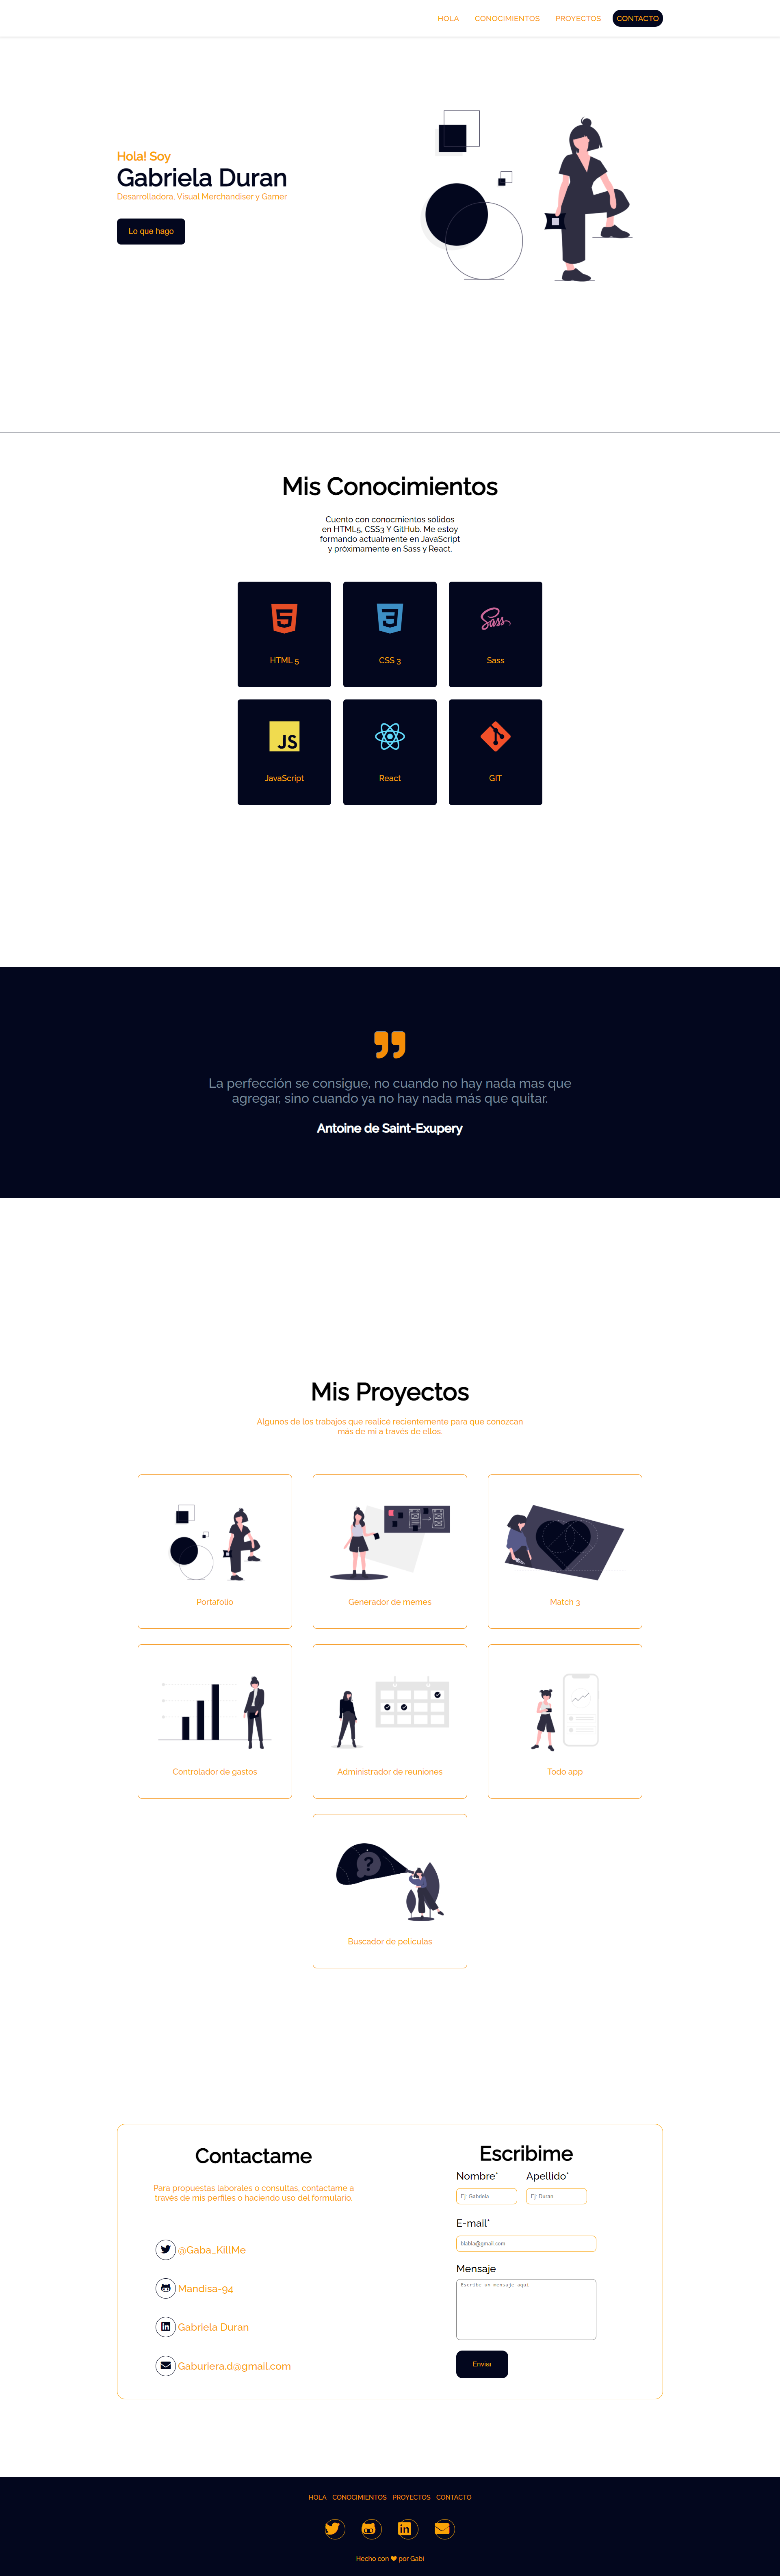 HOLA CONOCIMIENTOS PROYECTOS CONTACTO
Hola! Soy
Gabriela Duran
Desarrolladora, Visual Merchandiser y Gamer
Lo que hago
Mis Conocimientos
Cuento con conocmientos sólidos
en HTML5, CSS3 Y GitHub. Me estoy
formando actualmente en JavaScript
y próximamente en Sass y React.
HTML 5
CSS 3
Sass
JS
JavaScript
React
GIT
La perfección se consigue, no cuando no hay nada mas que
agregar, sino cuando ya no hay nada más que quitar.
Antoine de Saint-Exupery
Mis Proyectos
Algunos de los trabajos que realicé recientemente para que conozcan
más de mi a través de ellos.
Portafolio
Generador de memes
Match 3
Controlador de gastos
Administrador de reuniones
Todo app
?
Buscador de películas
Contactame
Para propuestas laborales o consultas, contactame a
través de mis perfiles o haciendo uso del formulario.
@Gaba_KillMe
Mandisa-94
Gabriela Duran
Gaburiera.d@gmail.com
Escribime
Nombre* Apellido*
Ej: Gabriela Ej: Duran
E-mail*
blabla@gmail.com
Mensaje
Escribe un mensaje aquí
Enviar
HOLA CONOCIMIENTOS PROYECTOS CONTACTO
Hecho con ❤ por Gabi